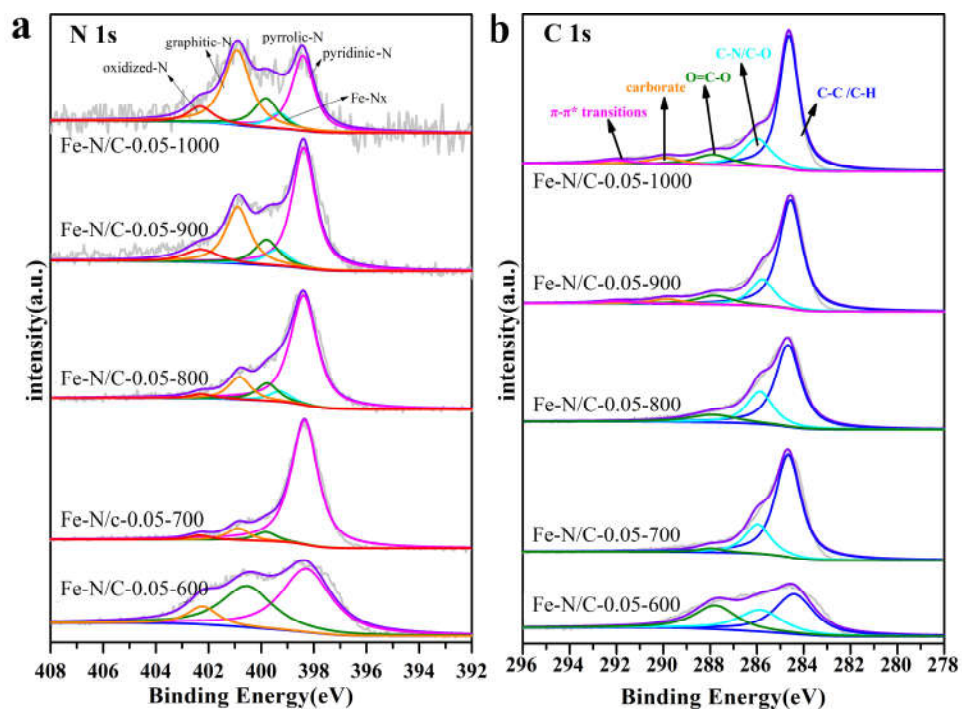 a
N 1s
graphitic-N
pyrrolic-N
pyridinic-N
oxidized-N
Fe-Nx
Fe-N/C-0.05-1000
Fe-N/C-0.05-900
Fe-N/C-0.05-800
Fe-N/c-0.05-700
Fe-N/C-0.05-600
intensity(a.u.)
408 406 404 402 400 398 396 394 392
Binding Energy(eV)
b
C 1s
C-N/C-O
O=C-O
carborate
C-C /C-H
π-π* transitions
Fe-N/C-0.05-1000
Fe-N/C-0.05-900
Fe-N/C-0.05-800
Fe-N/C-0.05-700
Fe-N/C-0.05-600
intensity(a.u.)
296 294 292 290 288 286 284 282 280 278
Binding Energy(eV)